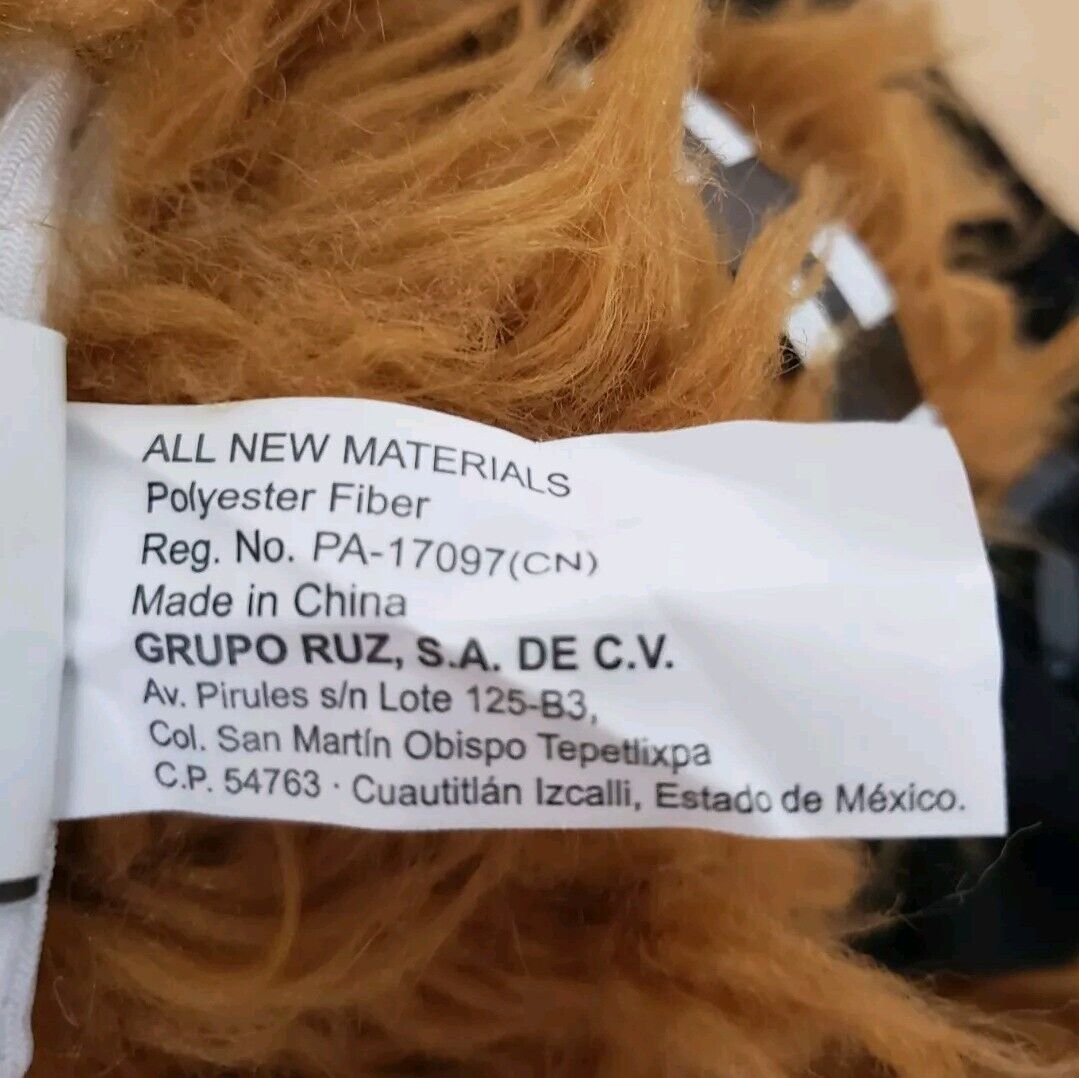 ALL NEW MATERIALS
Polyester Fiber
Reg. No. PA-17097(CN)
Made in China
GRUPO RUZ, S.A. DE C.V.
Av. Pirules s/n Lote 125-B3,
Col. San Martín Obispo Tepetlixpa
C.P. 54763 · Cuautitlán Izcalli, Estado de México.